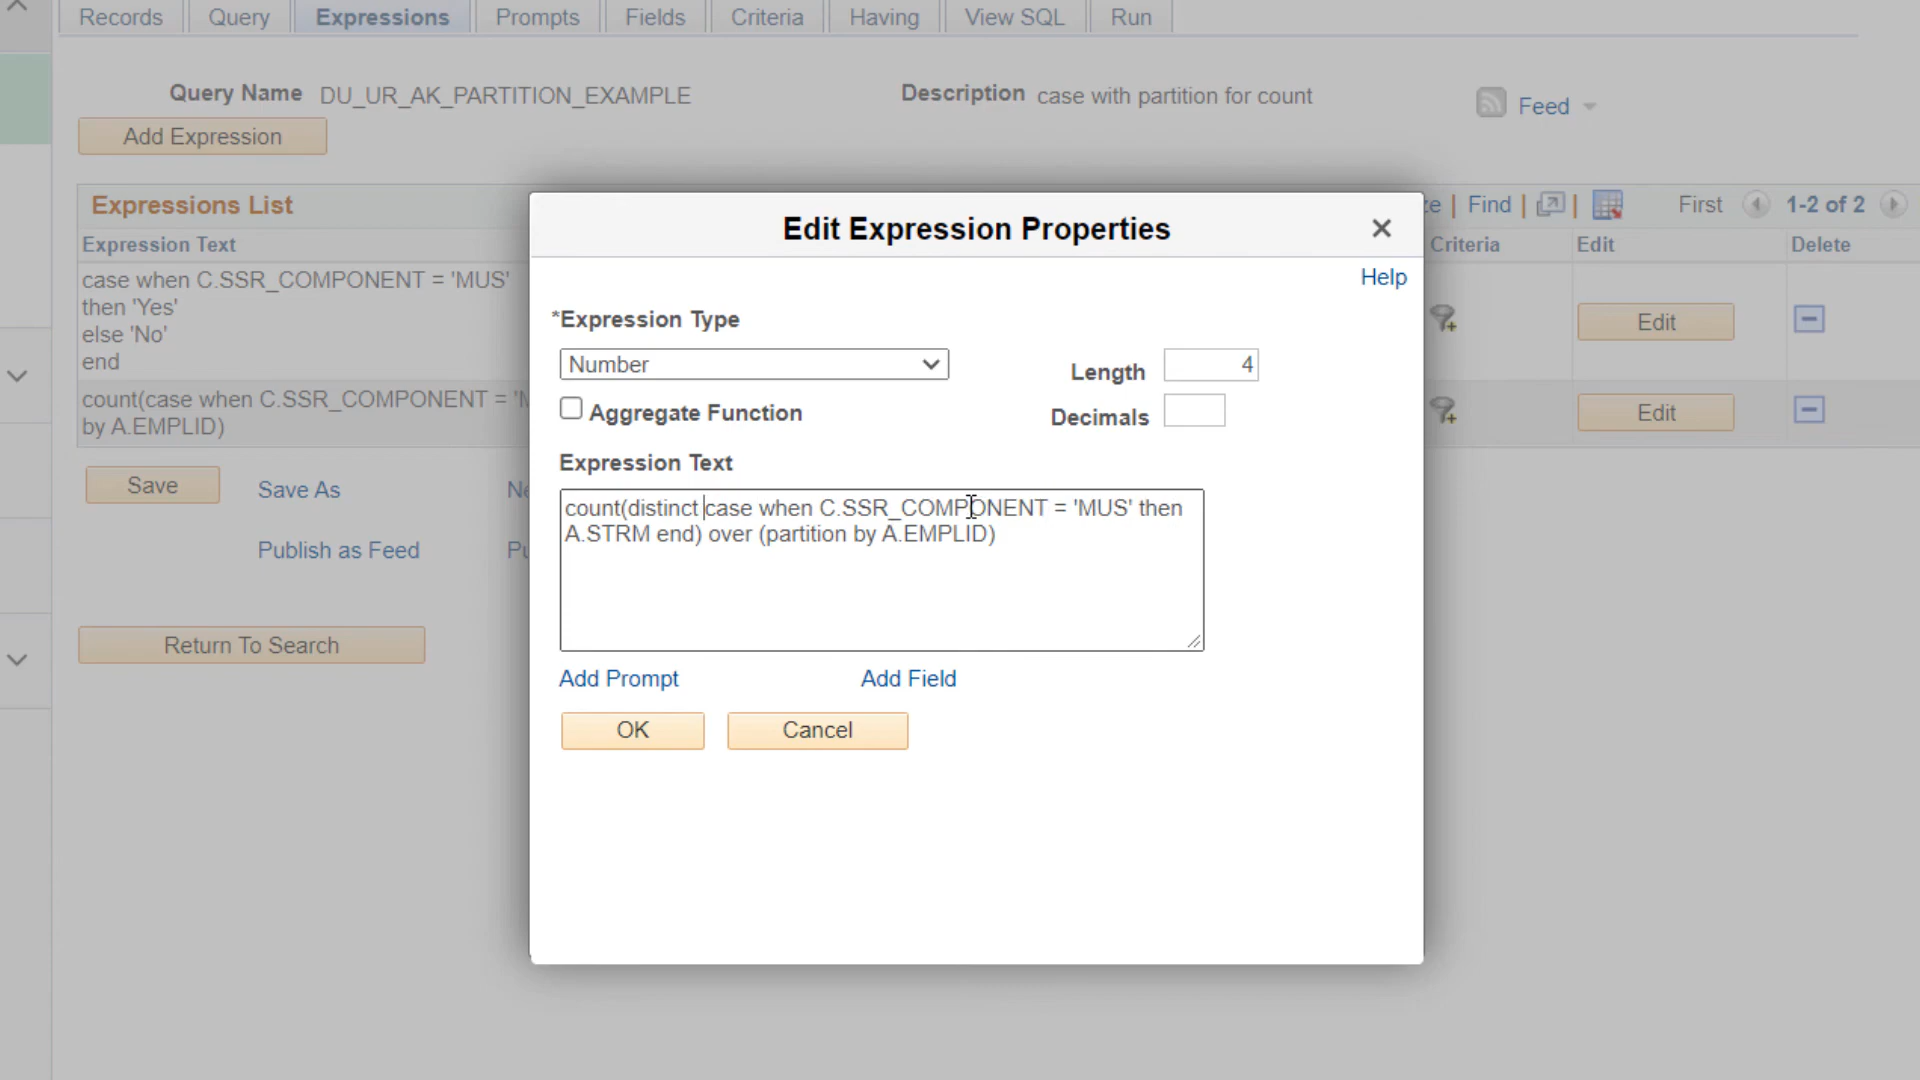 Records Query Expressions Prompts Fields Criteria Having View SQL Run
Query Name DU_UR_AK_PARTITION_EXAMPLE Description case with partition for count Feed
Add Expression
Expressions List Find | | First 1-2 of 2
Expression Text Criteria Edit Delete
case when C.SSR_COMPONENT = 'MUS'
then 'Yes'
else 'No'
end
Edit
count(case when C.SSR_COMPONENT =
by A.EMPLID)
Edit
Save Save As
Publish as Feed
Return To Search
Edit Expression Properties
Help
*Expression Type
Number
Length 4
Aggregate Function
Decimals
Expression Text
count(distinct case when C.SSR_COMPONENT = 'MUS' then
A.STRM end) over (partition by A.EMPLID)
Add Prompt Add Field
OK Cancel